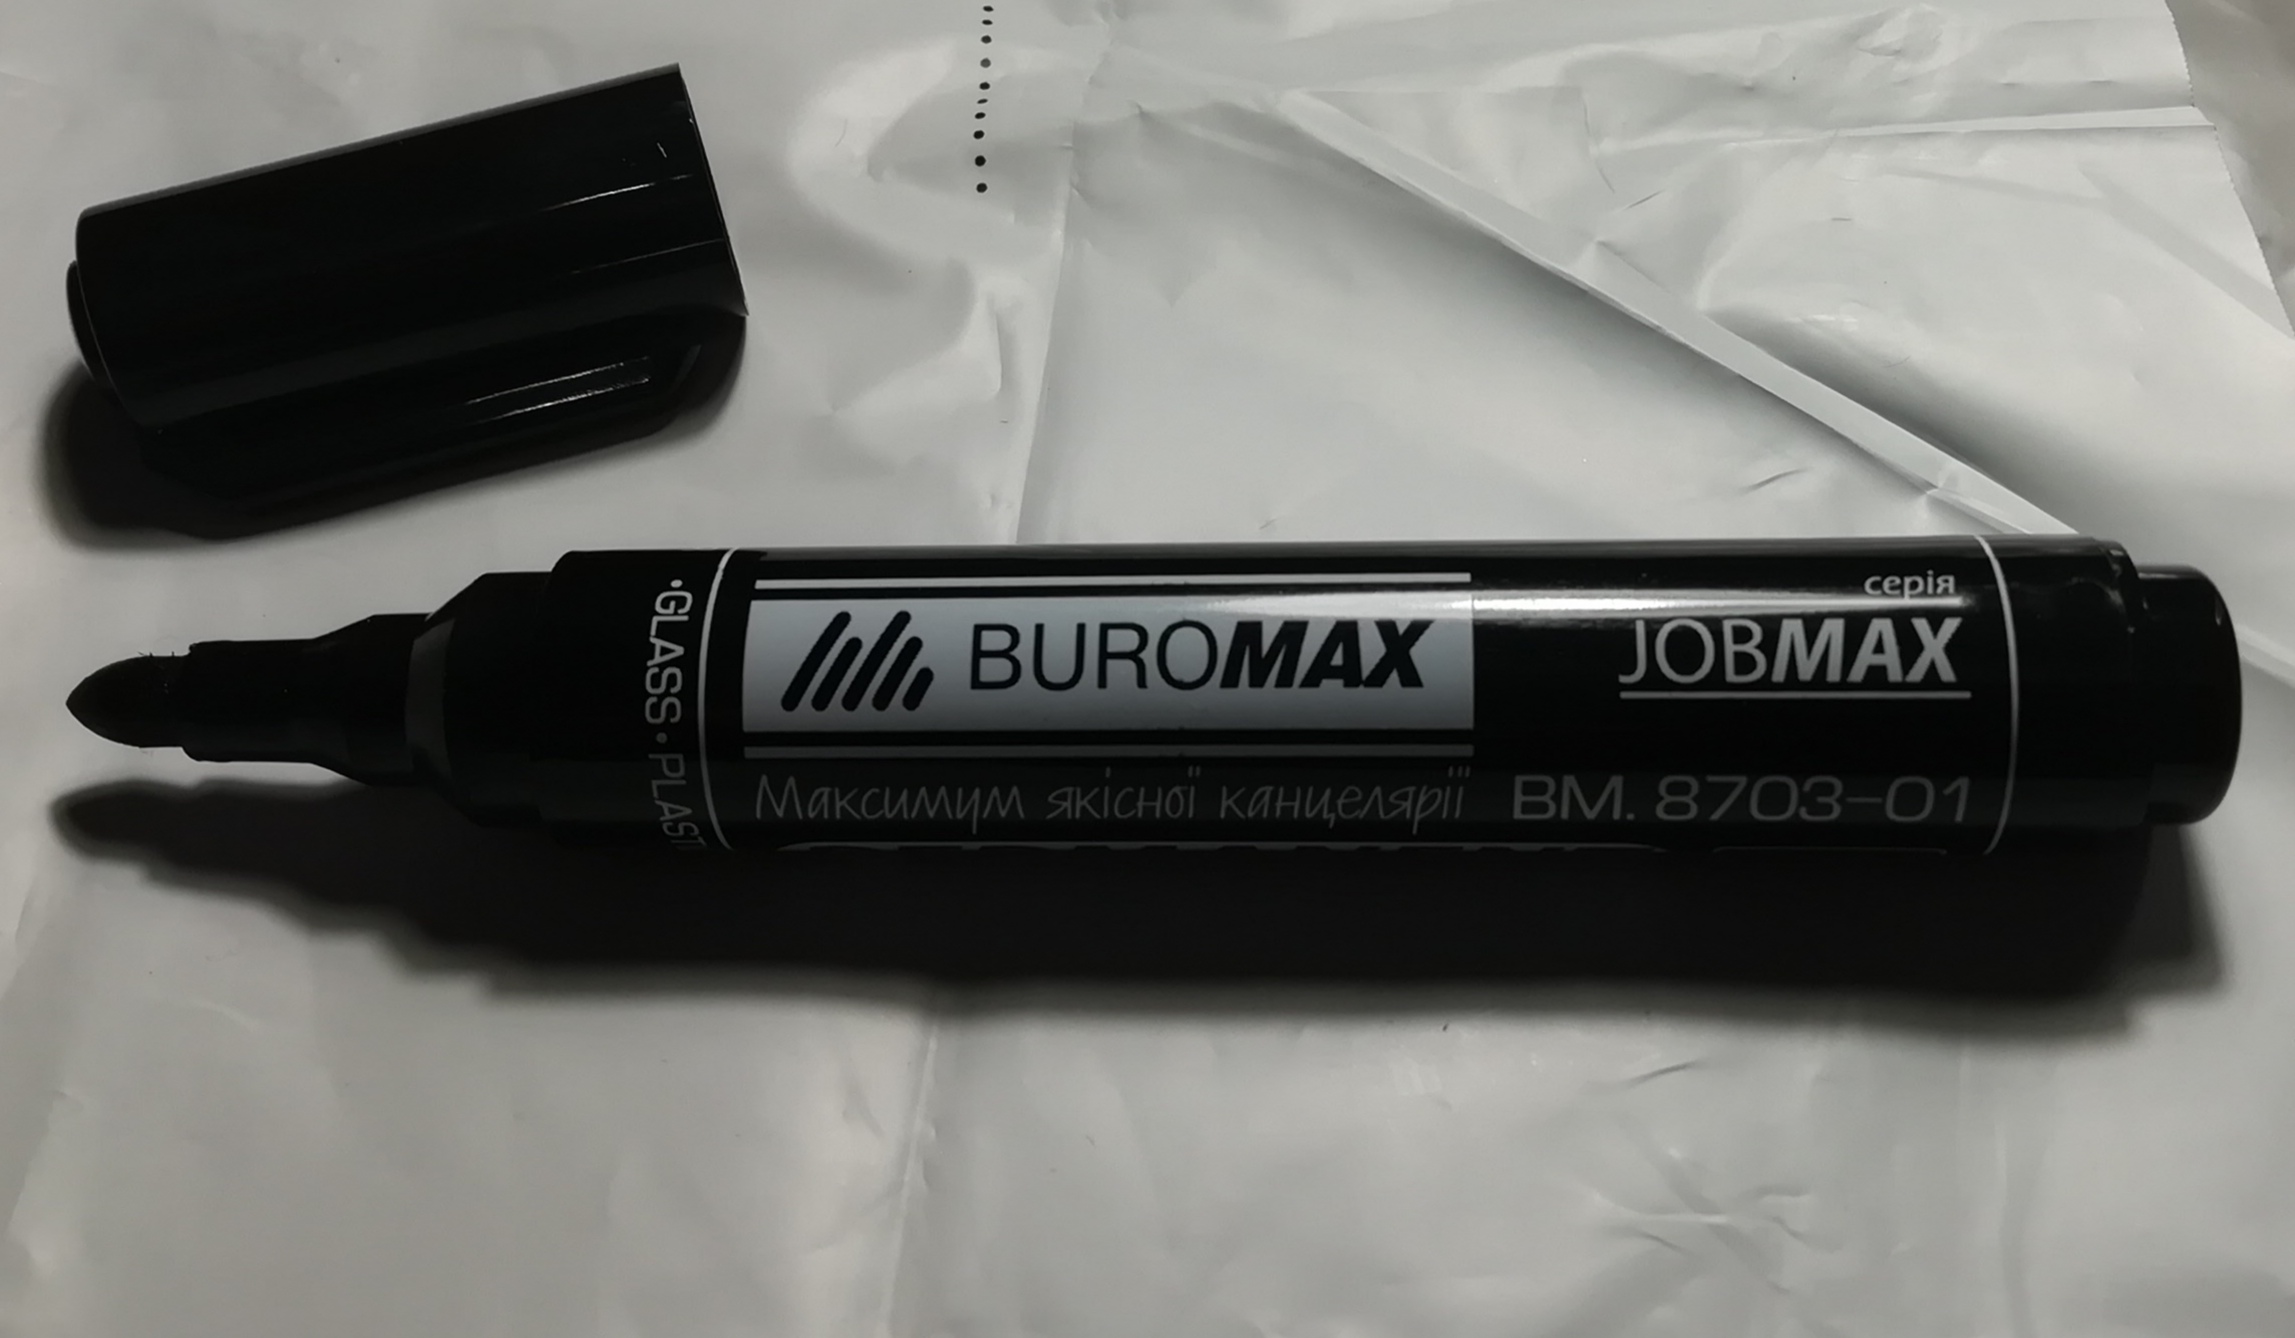 • GLASS • PLAST
BUROMAX
серія
JOBMAX
Максимум якісної канцелярії
BM. 8703-01